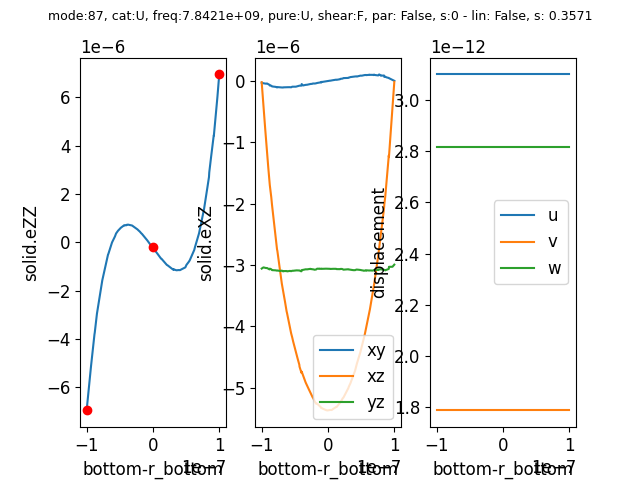 mode:87, cat:U, freq:7.8421e+09, pure:U, shear:F, par: False, s:0 - lin: False, s: 0.3571
1e−6
6
4
2
0
−2
−4
−6
−1
0
1
1e−7
bottom-r_bottom
solid.eZZ
1e−6
0
−1
−2
−3
−4
−5
−1
0
1
1e−7
bottom-r_bottom
solid.eXZ
xy
xz
yz
1e−12
3.0
2.8
2.6
2.4
2.2
2.0
1.8
−1
0
1
1e−7
bottom-r_bottom
displacement
u
v
w